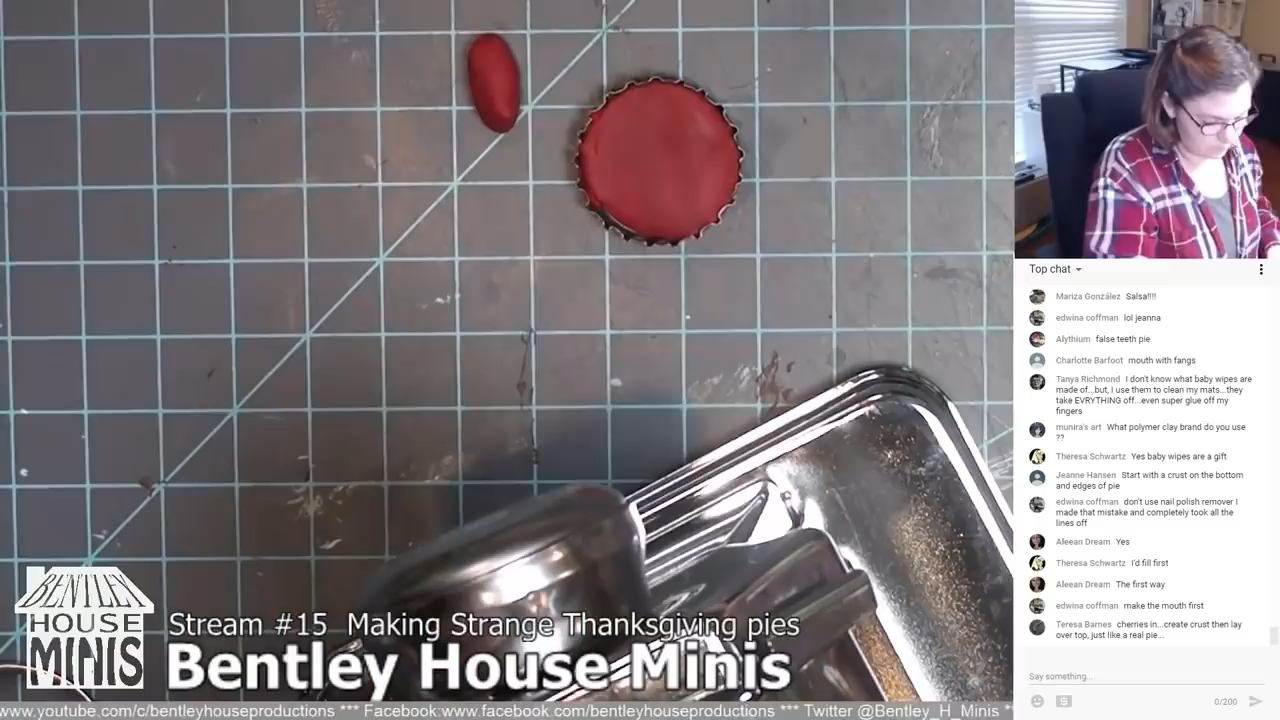 Top chat
Mariza González Salsa!!!!
edwina coffman lol jeanna
Alythium false teeth pie
Charlotte Barfoot mouth with fangs
Tanya Richmond I don't know what baby wipes are
made of...but, I use them to clean my mats...they
take EVRYTHING off...even super glue off my
fingers
munira's art What polymer clay brand do you use
??
Theresa Schwartz Yes baby wipes are a gift
Jeanne Hansen Start with a crust on the bottom
and edges of pie
edwina coffman don't use nail polish remover I
made that mistake and completely took all the
lines off
Aleean Dream Yes
Theresa Schwartz I'd fill first
Aleean Dream The first way
edwina coffman make the mouth first
Teresa Barnes cherries in...create crust then lay
over top, just like a real pie...
Say something...
0/200
BENTLEY
HOUSE
MINIS
Stream #15 Making Strange Thanksgiving pies
Bentley House Minis
www.youtube.com/c/bentleyhouseproductions *** Facebook:www.facebook.com/bentleyhouseproductions *** Twitter @Bentley_H_Minis **